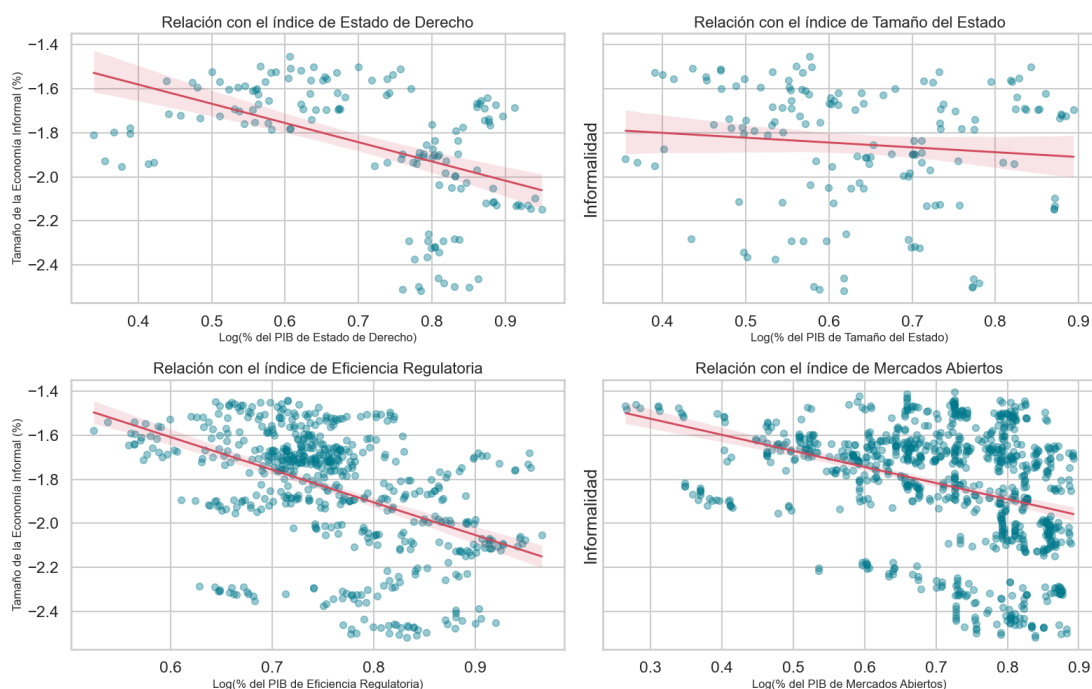 Relación con el índice de Estado de Derecho
Tamaño de la Economía Informal (%)
−1.4
−1.6
−1.8
−2.0
−2.2
−2.4
0.4 0.5 0.6 0.7 0.8 0.9
Log(% del PIB de Estado de Derecho)
Relación con el índice de Tamaño del Estado
Informalidad
0.4 0.5 0.6 0.7 0.8 0.9
Log(% del PIB de Tamaño del Estado)
Relación con el índice de Eficiencia Regulatoria
Tamaño de la Economía Informal (%)
−1.4
−1.6
−1.8
−2.0
−2.2
−2.4
0.6 0.7 0.8 0.9
Log(% del PIB de Eficiencia Regulatoria)
Relación con el índice de Mercados Abiertos
Informalidad
0.3 0.4 0.5 0.6 0.7 0.8 0.9
Log(% del PIB de Mercados Abiertos)